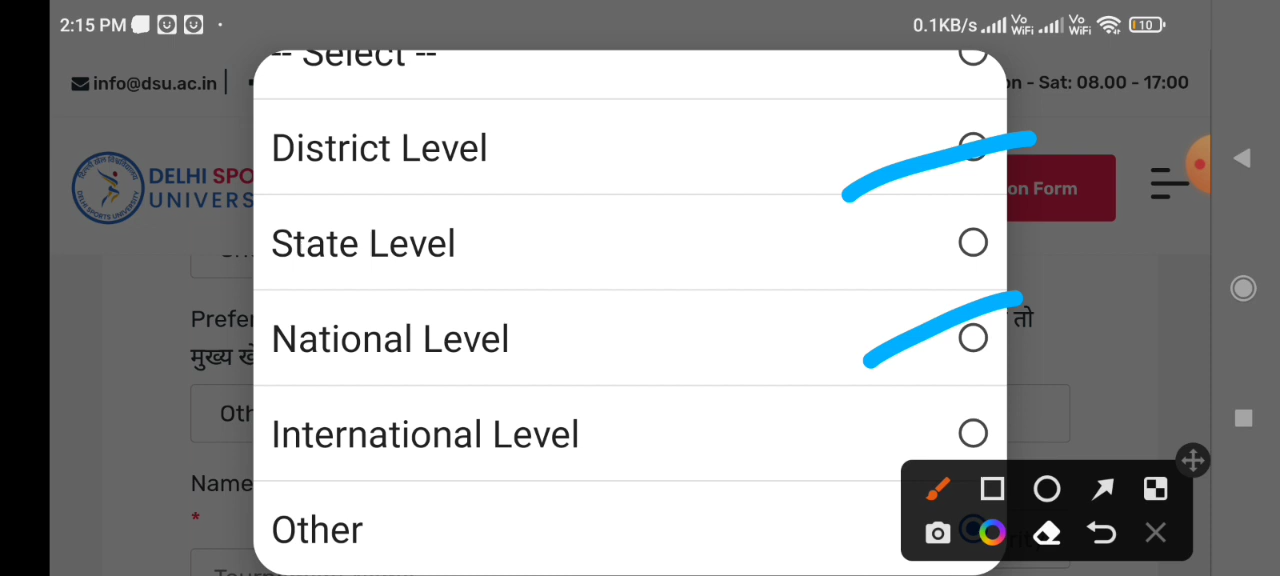 2:15 PM
0.1KB/s Vo WiFi Vo WiFi 10
-- Select --
info@dsu.ac.in
- Sat: 08.00 - 17:00
District Level
DELHI SPO
UNIVERS
on Form
State Level
Prefer
तो
मुख्य खे
National Level
Oth
International Level
Name
*
Other